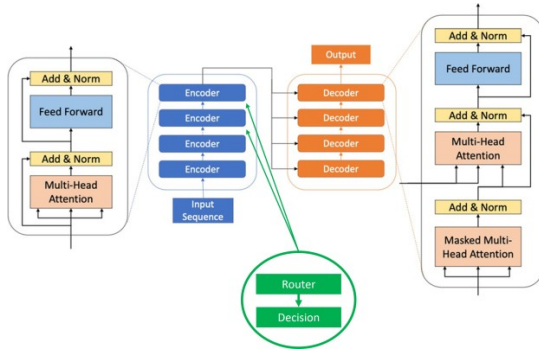 Add & Norm
Feed Forward
Add & Norm
Multi-Head
Attention
Encoder
Encoder
Encoder
Encoder
Input
Sequence
Output
Decoder
Decoder
Decoder
Decoder
Add & Norm
Feed
Forward
Add & Norm
Multi-Head
Attention
Add & Norm
Masked Multi-
Head Attention
Router
Decision